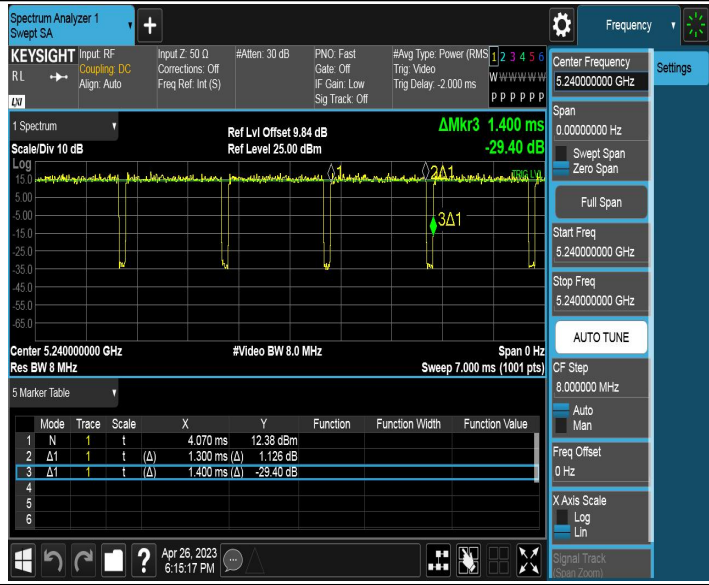 Spectrum Analyzer 1
Swept SA
Frequency
KEYSIGHT
RL
LXI
Input: RF
Coupling: DC
Align: Auto
Input Z: 50 Ω
Corrections: Off
Freq Ref: Int (S)
#Atten: 30 dB
PNO: Fast
Gate: Off
IF Gain: Low
Sig Track: Off
#Avg Type: Power (RMS
Trig: Video
Trig Delay: -2.000 ms
1 2 3 4 5 6
W W W W W W
P P P P P P
1 Spectrum
Scale/Div 10 dB
Ref Lvl Offset 9.84 dB
Ref Level 25.00 dBm
ΔMkr3 1.400 ms
-29.40 dB
Log
15.0
5.00
-5.00
-15.0
-25.0
-35.0
-45.0
-55.0
-65.0
1
2Δ1
TRIG LVL
3Δ1
Center 5.240000000 GHz
#Video BW 8.0 MHz
Span 0 Hz
Res BW 8 MHz
Sweep 7.000 ms (1001 pts)
5 Marker Table
Mode Trace Scale X Y Function Function Width Function Value
1 N 1 t 4.070 ms 12.38 dBm
2 Δ1 1 t (Δ) 1.300 ms (Δ) 1.126 dB
3 Δ1 1 t (Δ) 1.400 ms (Δ) -29.40 dB
4
5
6
?
Apr 26, 2023
6:15:17 PM
Settings
Center Frequency
5.240000000 GHz
Span
0.00000000 Hz
Swept Span
Zero Span
Full Span
Start Freq
5.240000000 GHz
Stop Freq
5.240000000 GHz
AUTO TUNE
CF Step
8.000000 MHz
Auto
Man
Freq Offset
0 Hz
X Axis Scale
Log
Lin
Signal Track
(Span Zoom)